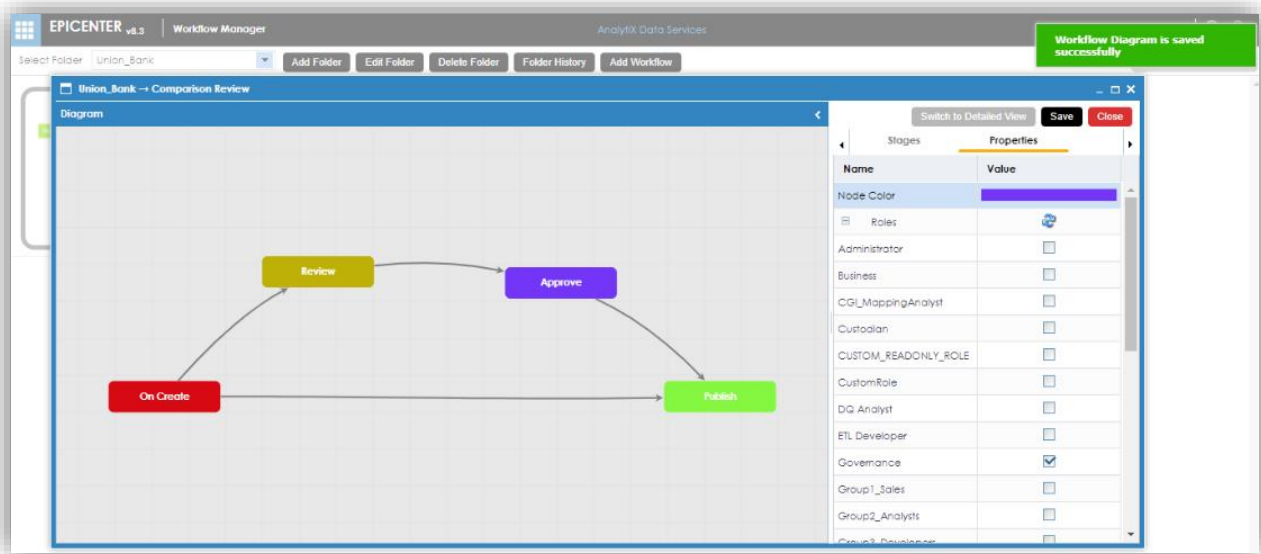 EPICENTER v8.3 Workflow Manager AnalytiX Data Services
Workflow Diagram is saved
successfully
Select Folder Union_Bank Add Folder Edit Folder Delete Folder Folder History Add Workflow
Union_Bank → Comparison Review
Diagram
Switch to Detailed View Save Close
Stages Properties
Name Value
Node Color
Roles
Administrator
Business
CGI_MappingAnalyst
Custodian
CUSTOM_READONLY_ROLE
CustomRole
DQ Analyst
ETL Developer
Governance
Group1_Sales
Group2_Analysts
Group3_Developers
Review
Approve
On Create
Publish